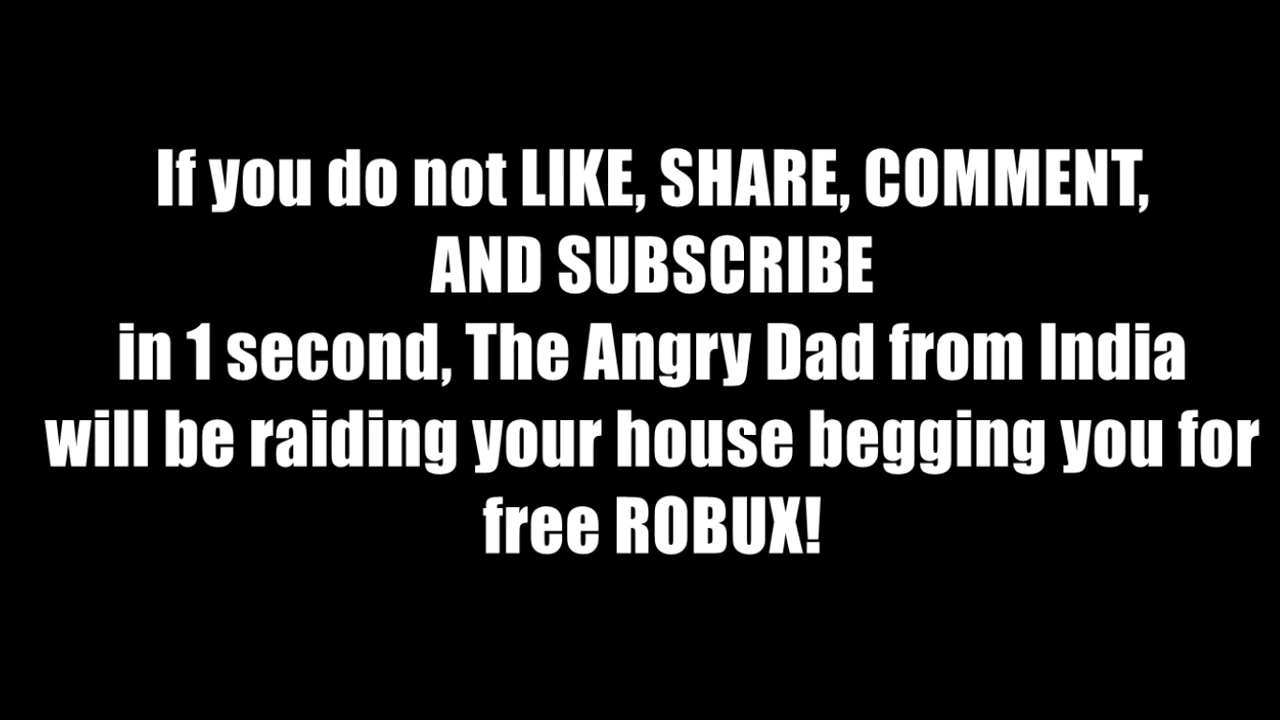 If you do not LIKE, SHARE, COMMENT,
AND SUBSCRIBE
in 1 second, The Angry Dad from India
will be raiding your house begging you for
free ROBUX!